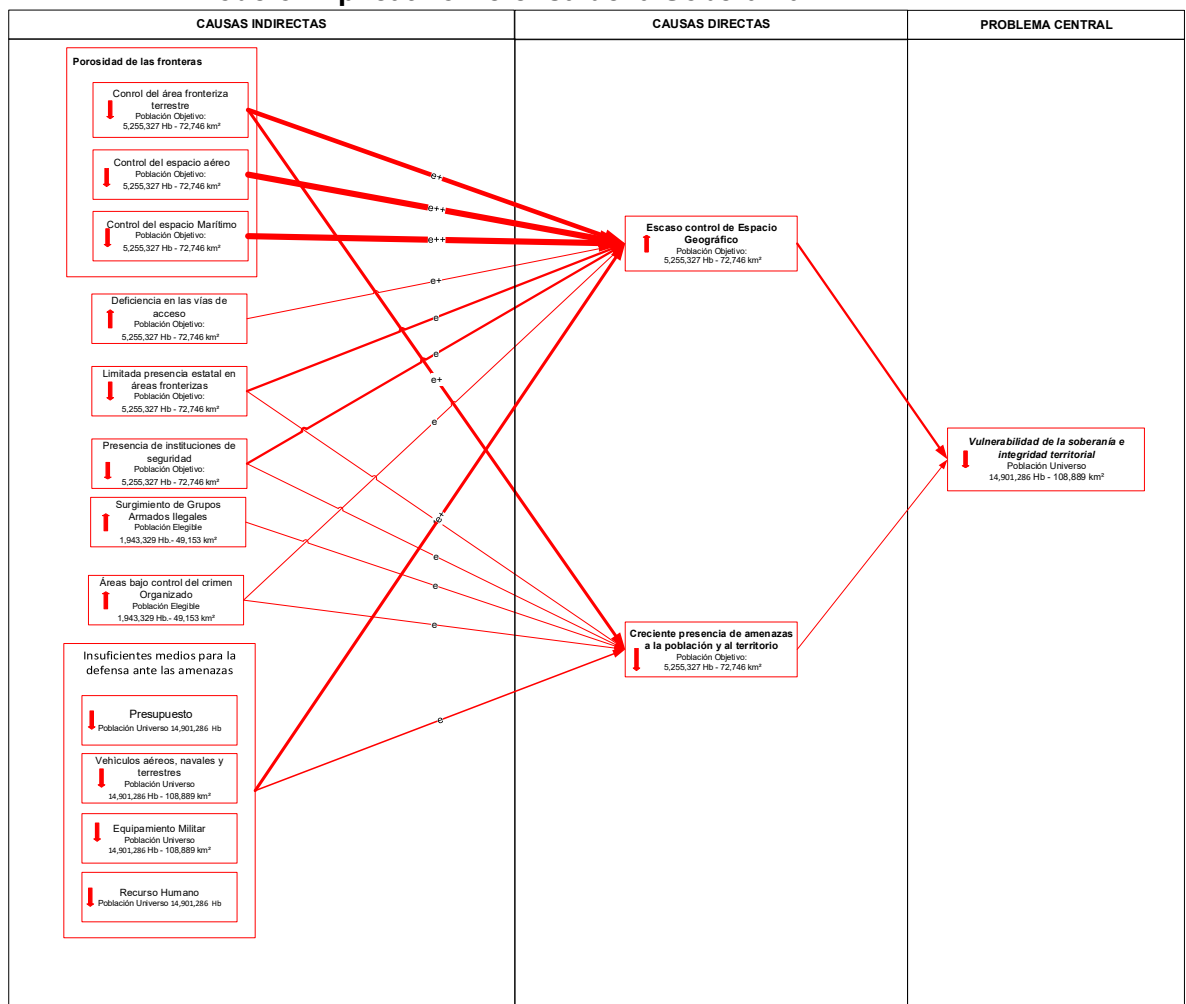 CAUSAS INDIRECTAS
CAUSAS DIRECTAS
PROBLEMA CENTRAL
Porosidad de las fronteras
Conrol del área fronteriza
terrestre
Población Objetivo:
5,255,327 Hb - 72,746 km²
Control del espacio aéreo
Población Objetivo:
5,255,327 Hb - 72,746 km²
Control del espacio Marítimo
Población Objetivo:
5,255,327 Hb - 72,746 km²
Deficiencia en las vías de
acceso
Población Objetivo:
5,255,327 Hb - 72,746 km²
Limitada presencia estatal en
áreas fronterizas
Población Objetivo:
5,255,327 Hb - 72,746 km²
Presencia de instituciones de
seguridad
Población Objetivo:
5,255,327 Hb - 72,746 km²
Surgimiento de Grupos
Armados Ilegales
Población Elegible
1,943,329 Hb.- 49,153 km²
Áreas bajo control del crimen
Organizado
Población Elegible
1,943,329 Hb.- 49,153 km²
Insuficientes medios para la
defensa ante las amenazas
Presupuesto
Población Universo 14,901,286 Hb
Vehìculos aéreos, navales y
terrestres
Población Universo
14,901,286 Hb - 108,889 km²
Equipamiento Militar
Población Universo
14,901,286 Hb - 108,889 km²
Recurso Humano
Población Universo 14,901,286 Hb
e+
e++
e++
e+
e
e
e+
e
e+
e
e
e
e
Escaso control de Espacio
Geográfico
Población Objetivo:
5,255,327 Hb - 72,746 km²
Creciente presencia de amenazas
a la población y al territorio
Población Objetivo:
5,255,327 Hb - 72,746 km²
Vulnerabilidad de la soberanía e
integridad territorial
Población Universo
14,901,286 Hb - 108,889 km²